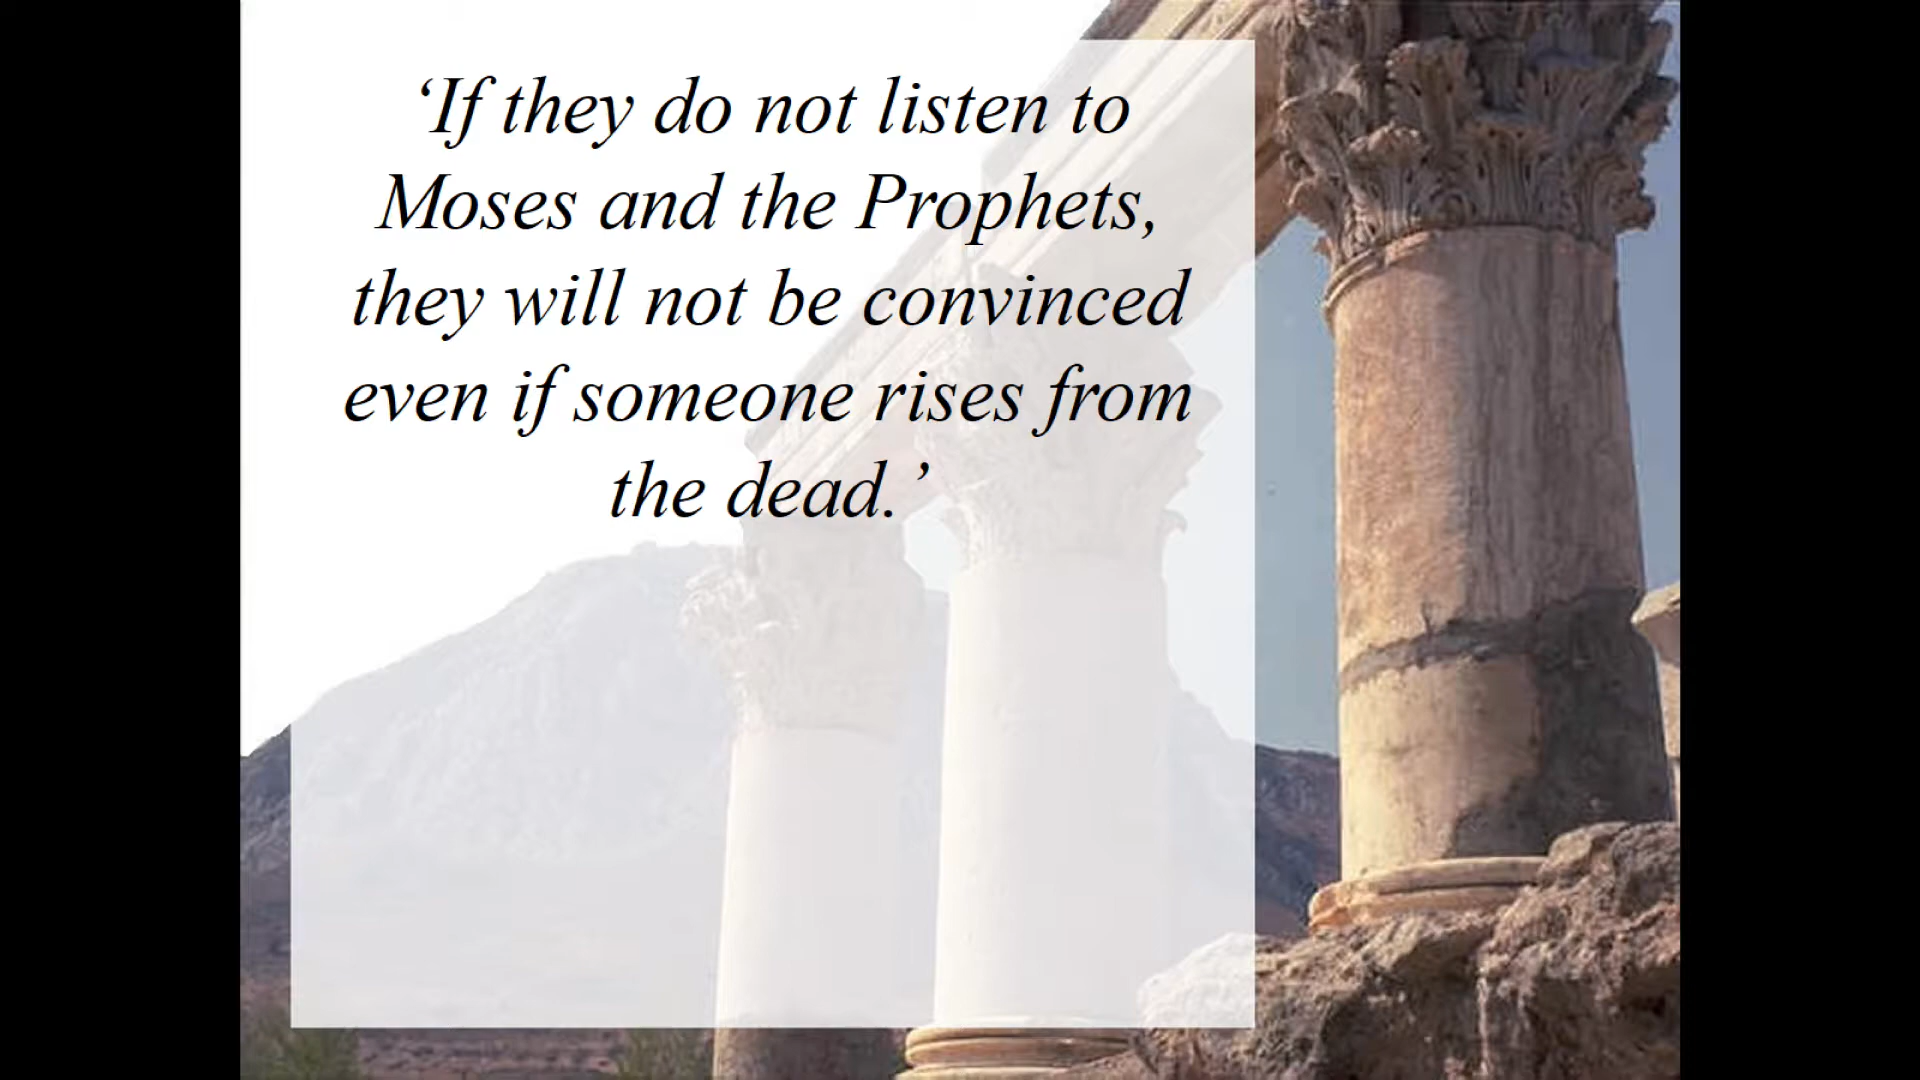 ‘If they do not listen to
Moses and the Prophets,
they will not be convinced
even if someone rises from
the dead.’